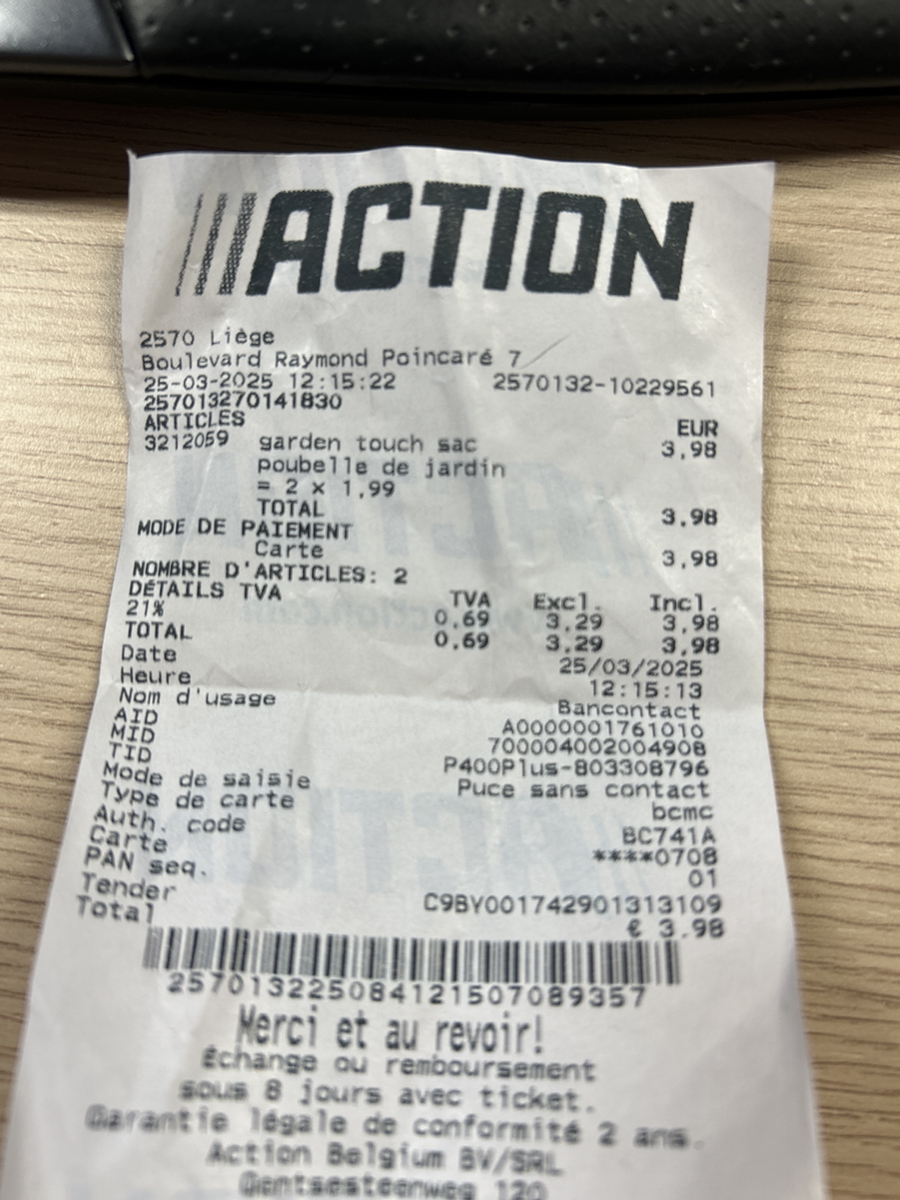 ACTION
2570 Liège
Boulevard Raymond Poincaré 7
25-03-2025 12:15:22 2570132-10229561
257013270141830
ARTICLES EUR
3212059 garden touch sac 3,98
poubelle de jardin
= 2 x 1,99
TOTAL 3,98
MODE DE PAIEMENT
Carte 3,98
NOMBRE D'ARTICLES: 2
DÉTAILS TVA TVA Excl. Incl.
21% 0,69 3,29 3,98
TOTAL 0,69 3,29 3,98
Date 25/03/2025
Heure 12:15:13
Nom d'usage Bancontact
AID A0000001761010
MID 700004002004908
TID P400Plus-803308796
Mode de saisie Puce sans contact
Type de carte bcmc
Auth. code BC741A
Carte ****0708
PAN seq. 01
Tender C9BY001742901313109
Total € 3.98
257013225084121507089357
Merci et au revoir!
Échange ou remboursement
sous 8 jours avec ticket.
Garantie légale de conformité 2 ans.
Action Belgium BV/SRL
Gentsesteenweg 120